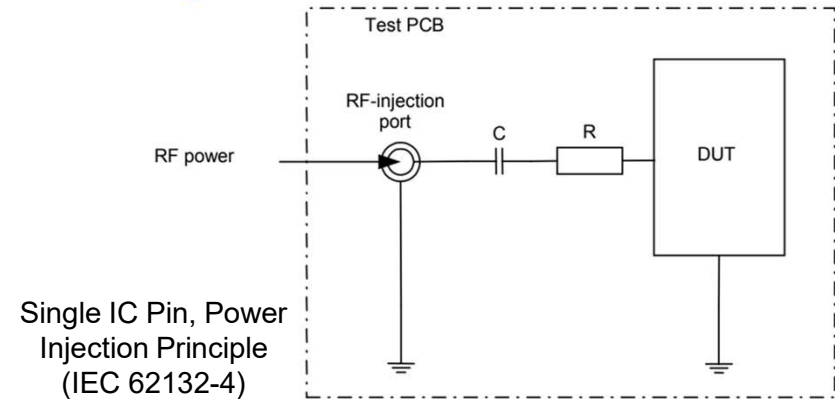 Test PCB
RF-injection
port
C
R
RF power
DUT
Single IC Pin, Power
Injection Principle
(IEC 62132-4)